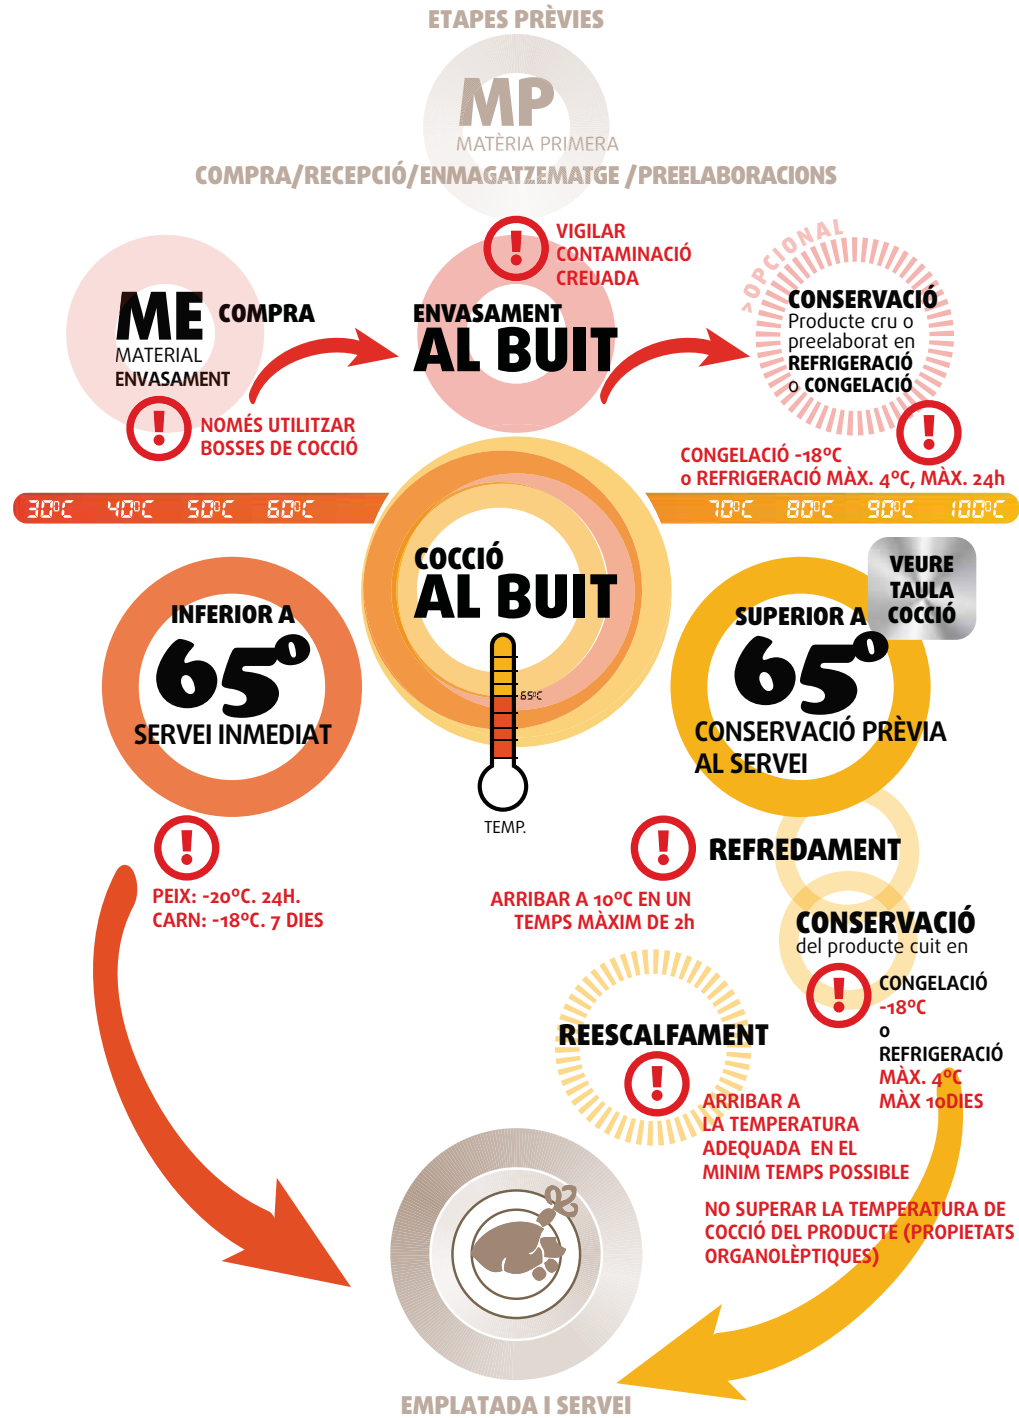 ETAPES PRÈVIES
MP
MATÈRIA PRIMERA
COMPRA/RECEPCIÓ/ENMAGATZEMATGE /PREELABORACIONS
ME COMPRA
MATERIAL
ENVASAMENT
NOMÉS UTILITZAR
BOSSES DE COCCIÓ
VIGILAR
CONTAMINACIÓ
CREUADA
ENVASAMENT
AL BUIT
>OPCIONAL
CONSERVACIÓ
Producte cru o
preelaborat en
REFRIGERACIÓ
o CONGELACIÓ
CONGELACIÓ -18ºC
o REFRIGERACIÓ MÀX. 4ºC, MÀX. 24h
30ºC 40ºC 50ºC 60ºC 70ºC 80ºC 90ºC 100ºC
COCCIÓ
AL BUIT
65ºC
TEMP.
INFERIOR A
65º
SERVEI INMEDIAT
PEIX: -20ºC. 24H.
CARN: -18ºC. 7 DIES
VEURE
TAULA
COCCIÓ
SUPERIOR A
65º
CONSERVACIÓ PRÈVIA
AL SERVEI
REFREDAMENT
ARRIBAR A 10ºC EN UN
TEMPS MÀXIM DE 2h
CONSERVACIÓ
del producte cuit en
CONGELACIÓ
-18ºC
o
REFRIGERACIÓ
MÀX. 4ºC
MÀX 10DIES
REESCALFAMENT
ARRIBAR A
LA TEMPERATURA
ADEQUADA EN EL
MINIM TEMPS POSSIBLE
NO SUPERAR LA TEMPERATURA DE
COCCIÓ DEL PRODUCTE (PROPIETATS
ORGANOLÈPTIQUES)
EMPLATADA I SERVEI